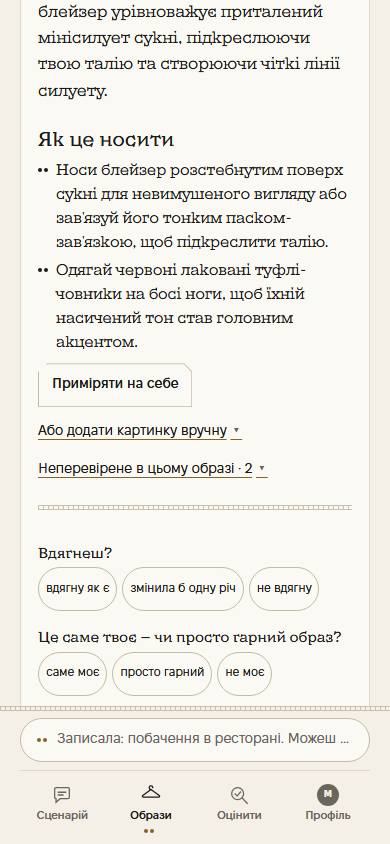 блейзер урівноважує приталений
мінісилует сукні, підкреслюючи
твою талію та створюючи чіткі лінії
силуету.
Як це носити
Носи блейзер розстебнутим поверх
сукні для невимушеного вигляду або
зав'язуй його тонким паском-
зав'язкою, щоб підкреслити талію.
Одягай червоні лаковані туфлі-
човники на босі ноги, щоб їхній
насичений тон став головним
акцентом.
Приміряти на себе
Або додати картинку вручну ▾
Неперевірене в цьому образі · 2 ▾
Вдягнеш?
вдягну як є змінила б одну річ не вдягну
Це саме твоє — чи просто гарний образ?
саме моє просто гарний не моє
Записала: побачення в ресторані. Можеш ...
Сценарій Образи Оцінити М Профіль